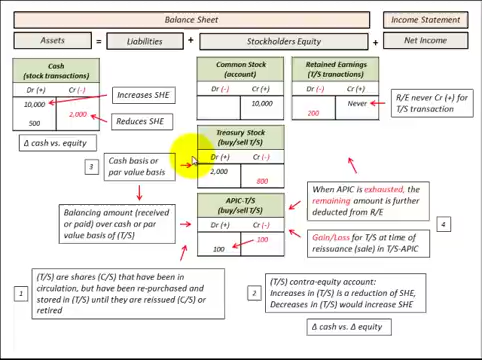 Balance Sheet
Income Statement
Assets = Liabilities + Stockholders Equity + Net Income
Cash
(stock transactions)
Dr (+) Cr (-)
10,000
2,000
500
Δ cash vs. equity
Increases SHE
Reduces SHE
Common Stock
(account)
Dr (-) Cr (+)
10,000
Retained Earnings
(T/S tranactions)
Dr (-) Cr (+)
Never
200
R/E never Cr (+) for
T/S transaction
Treasury Stock
(buy/sell T/S)
Dr (+) Cr (-)
2,000
800
3
Cash basis or
par value basis
APIC-T/S
(buy/sell T/S)
Dr (+) Cr (-)
100
100
Balancing amount (received
or paid) over cash or par
value basis of (T/S)
When APIC is exhausted, the
remaining amount is further
deducted from R/E
Gain/Loss for T/S at time of
reissuance (sale) in T/S-APIC
4
1
(T/S) are shares (C/S) that have been in
circulation, but have been re-purchased and
stored in (T/S) until they are reissued (C/S) or
retired
2
(T/S) contra-equity account:
Increases in (T/S) is a reduction of SHE,
Decreases in (T/S) would increase SHE
Δ cash vs. Δ equity